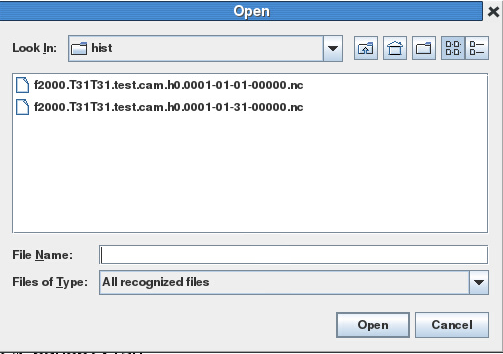 Open
Look In: hist
f2000.T31T31.test.cam.h0.0001-01-01-00000.nc
f2000.T31T31.test.cam.h0.0001-01-31-00000.nc
File Name:
Files of Type: All recognized files
Open Cancel